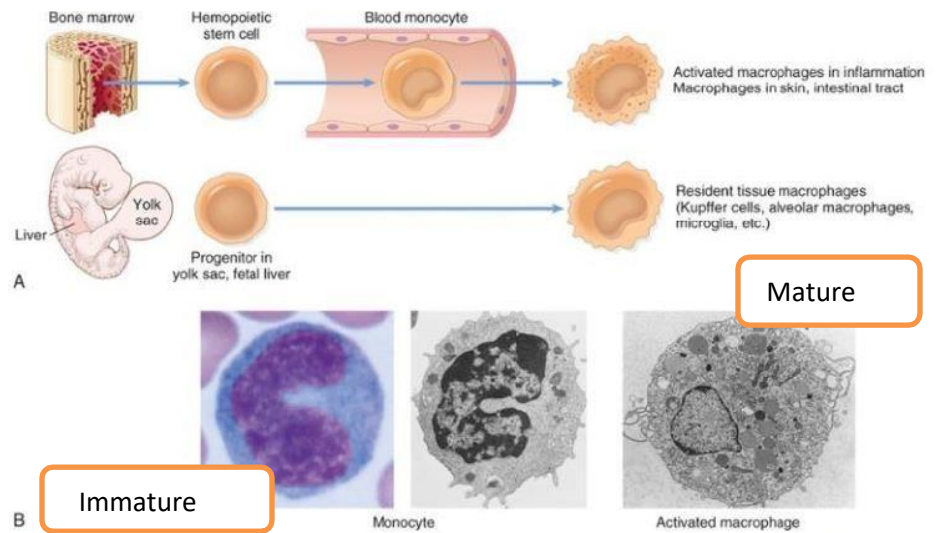 Bone marrow
Hemopoietic
stem cell
Blood monocyte
Activated macrophages in inflammation
Macrophages in skin, intestinal tract
Yolk
sac
Liver
Progenitor in
yolk sac, fetal liver
Resident tissue macrophages
(Kupffer cells, alveolar macrophages,
microglia, etc.)
A
Mature
Immature
B
Monocyte
Activated macrophage